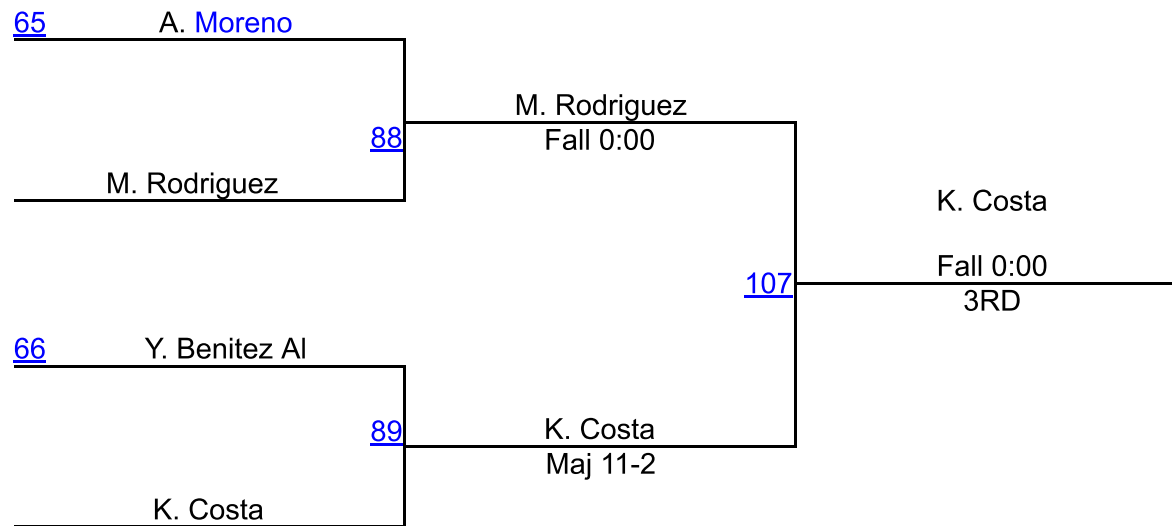 65 A. Moreno
M. Rodriguez
Fall 0:00
88
M. Rodriguez
K. Costa
Fall 0:00
107
3RD
66 Y. Benitez Al
K. Costa
89
Maj 11-2
K. Costa